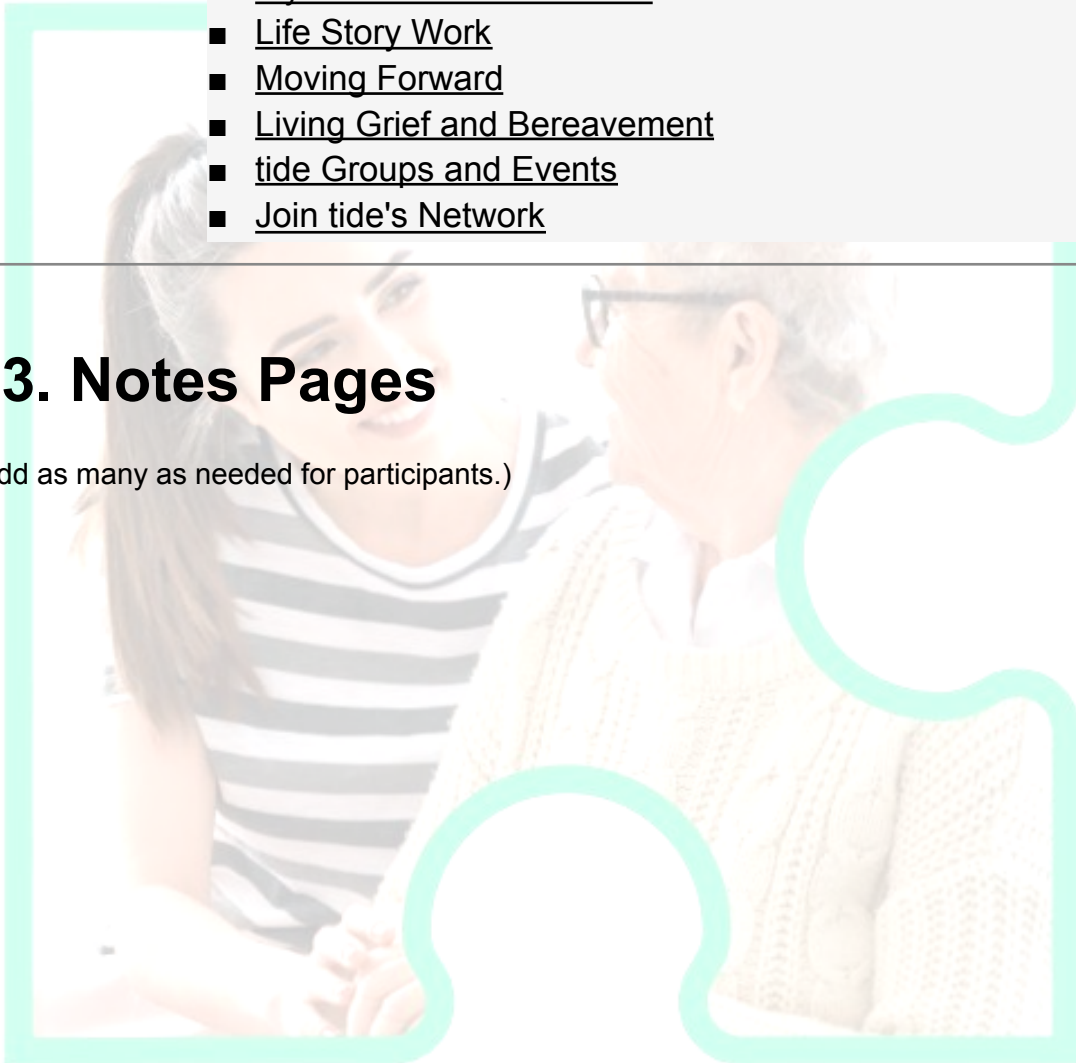 ■ Life Story Work
■ Moving Forward
■ Living Grief and Bereavement
■ tide Groups and Events
■ Join tide's Network
3. Notes Pages
as many as needed for participants.)